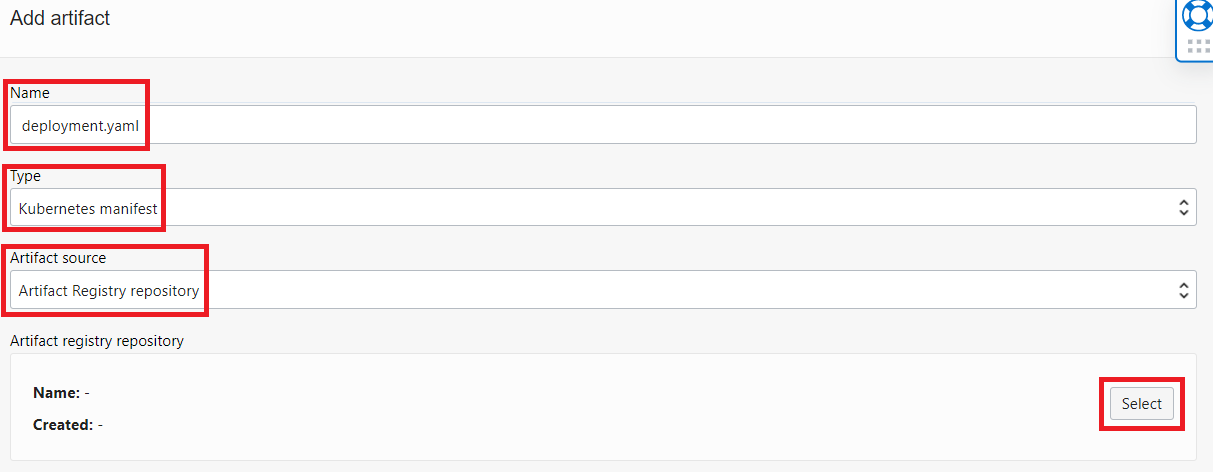 Add artifact
Name
deployment.yaml
Type
Kubernetes manifest
Artifact source
Artifact Registry repository
Artifact registry repository
Name: -
Select
Created: -